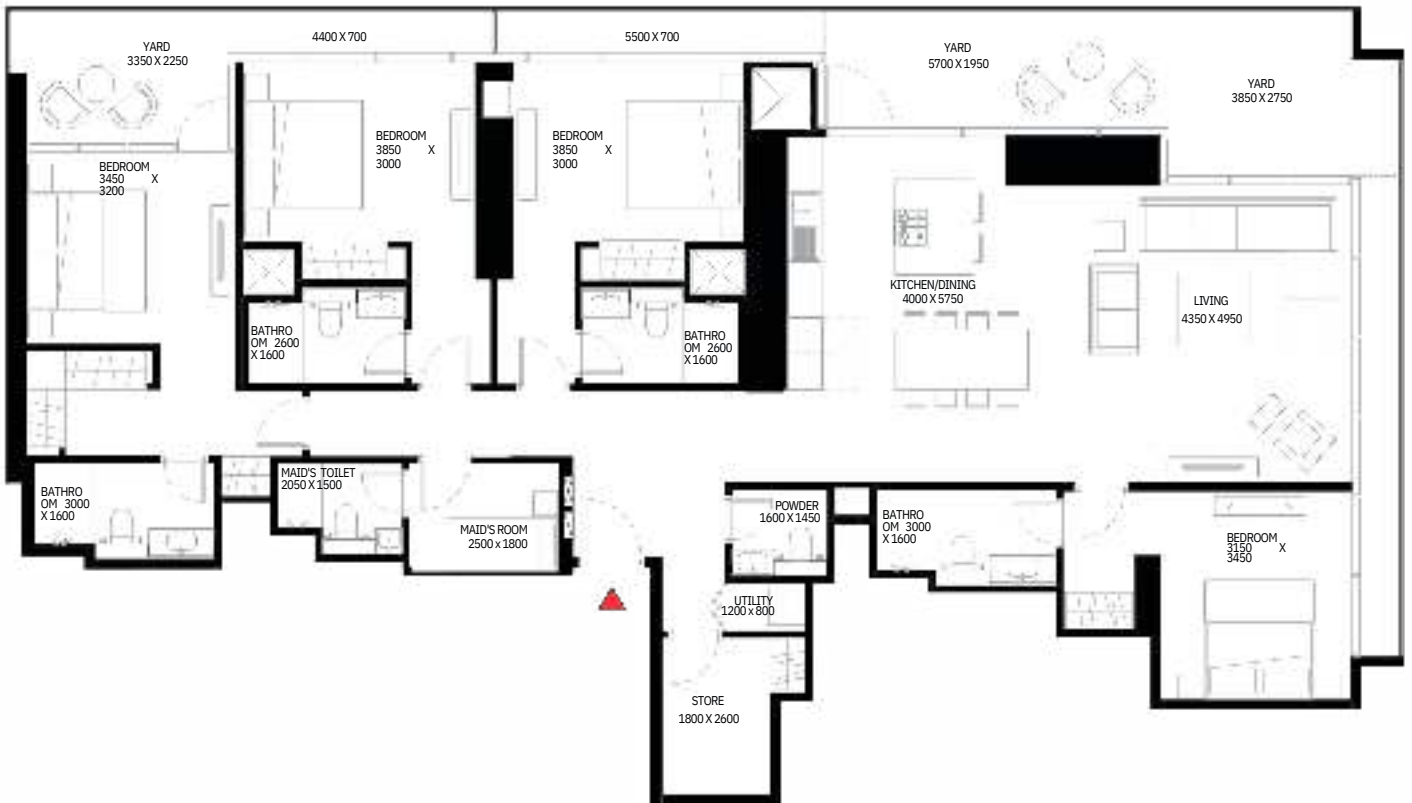 YARD
3350 X 2250
4400 X 700
5500 X 700
YARD
5700 X 1950
YARD
3850 X 2750
BEDROOM
3450 X
3200
BEDROOM
3850 X
3000
BEDROOM
3850 X
3000
KITCHEN/DINING
4000 X 5750
LIVING
4350 X 4950
BATHRO
OM 2600
X 1600
BATHRO
OM 2600
X 1600
BATHRO
OM 3000
X 1600
MAID'S TOILET
2050 X 1500
MAID'S ROOM
2500 x 1800
POWDER
1600 X 1450
BATHRO
OM 3000
X 1600
BEDROOM
3150 X
3450
UTILITY
1200 x 800
STORE
1800 X 2600